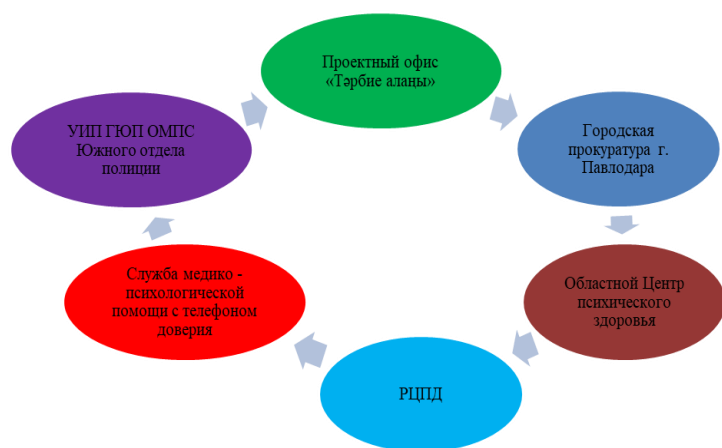 Проектный офис
«Тәрбие алаңы»
Городская
прокуратура г.
Павлодара
Областной Центр
психического
здоровья
РЦПД
Служба медико -
психологической
помощи с телефоном
доверия
УИП ГЮП ОМПС
Южного отдела
полиции